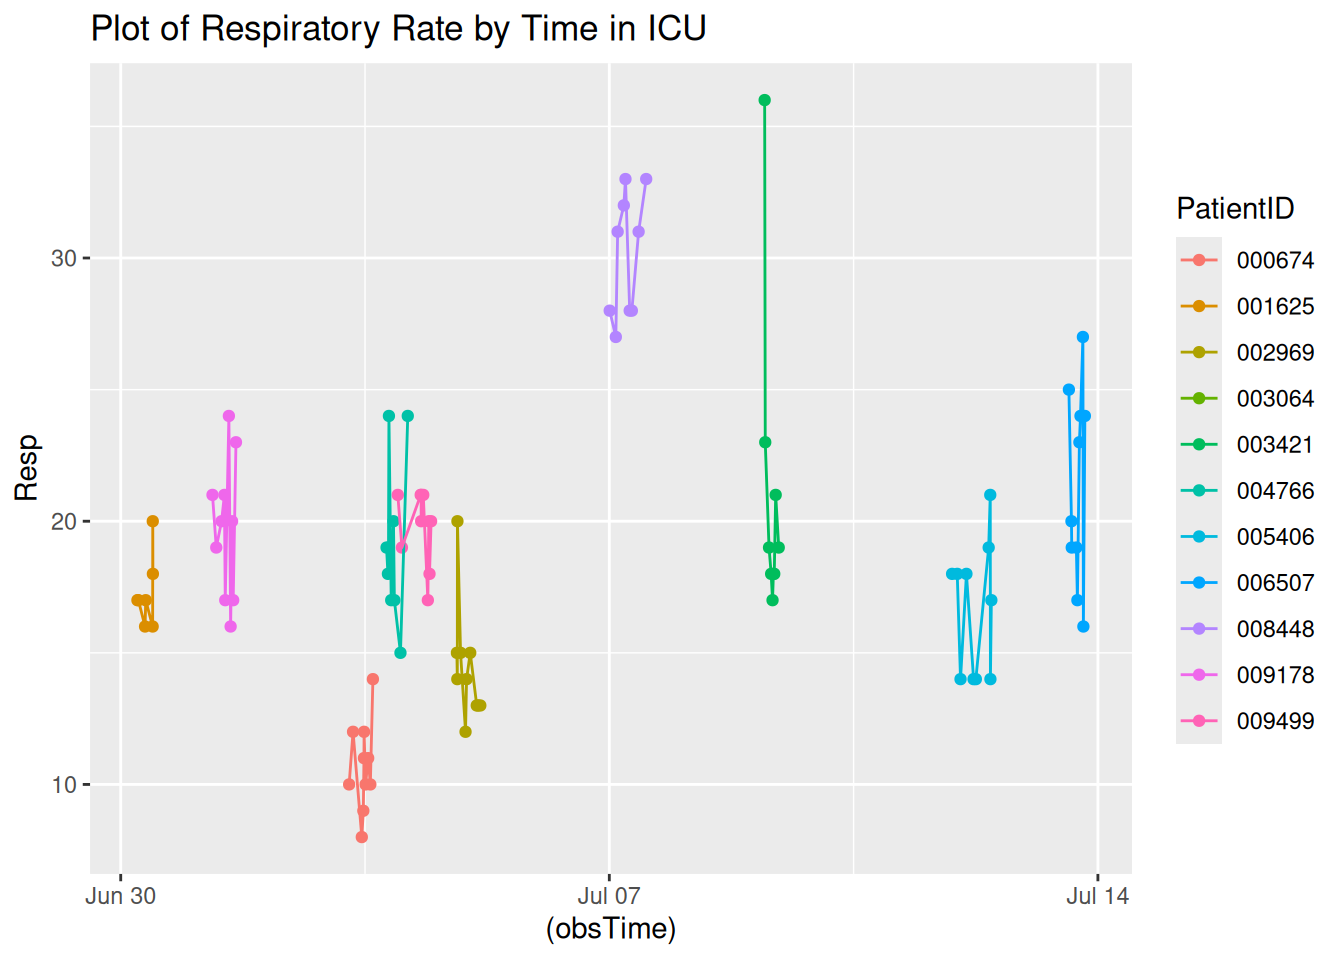 Plot of Respiratory Rate by Time in ICU
Resp
30
20
10
Jun 30
Jul 07
Jul 14
(obsTime)
PatientID
000674
001625
002969
003064
003421
004766
005406
006507
008448
009178
009499